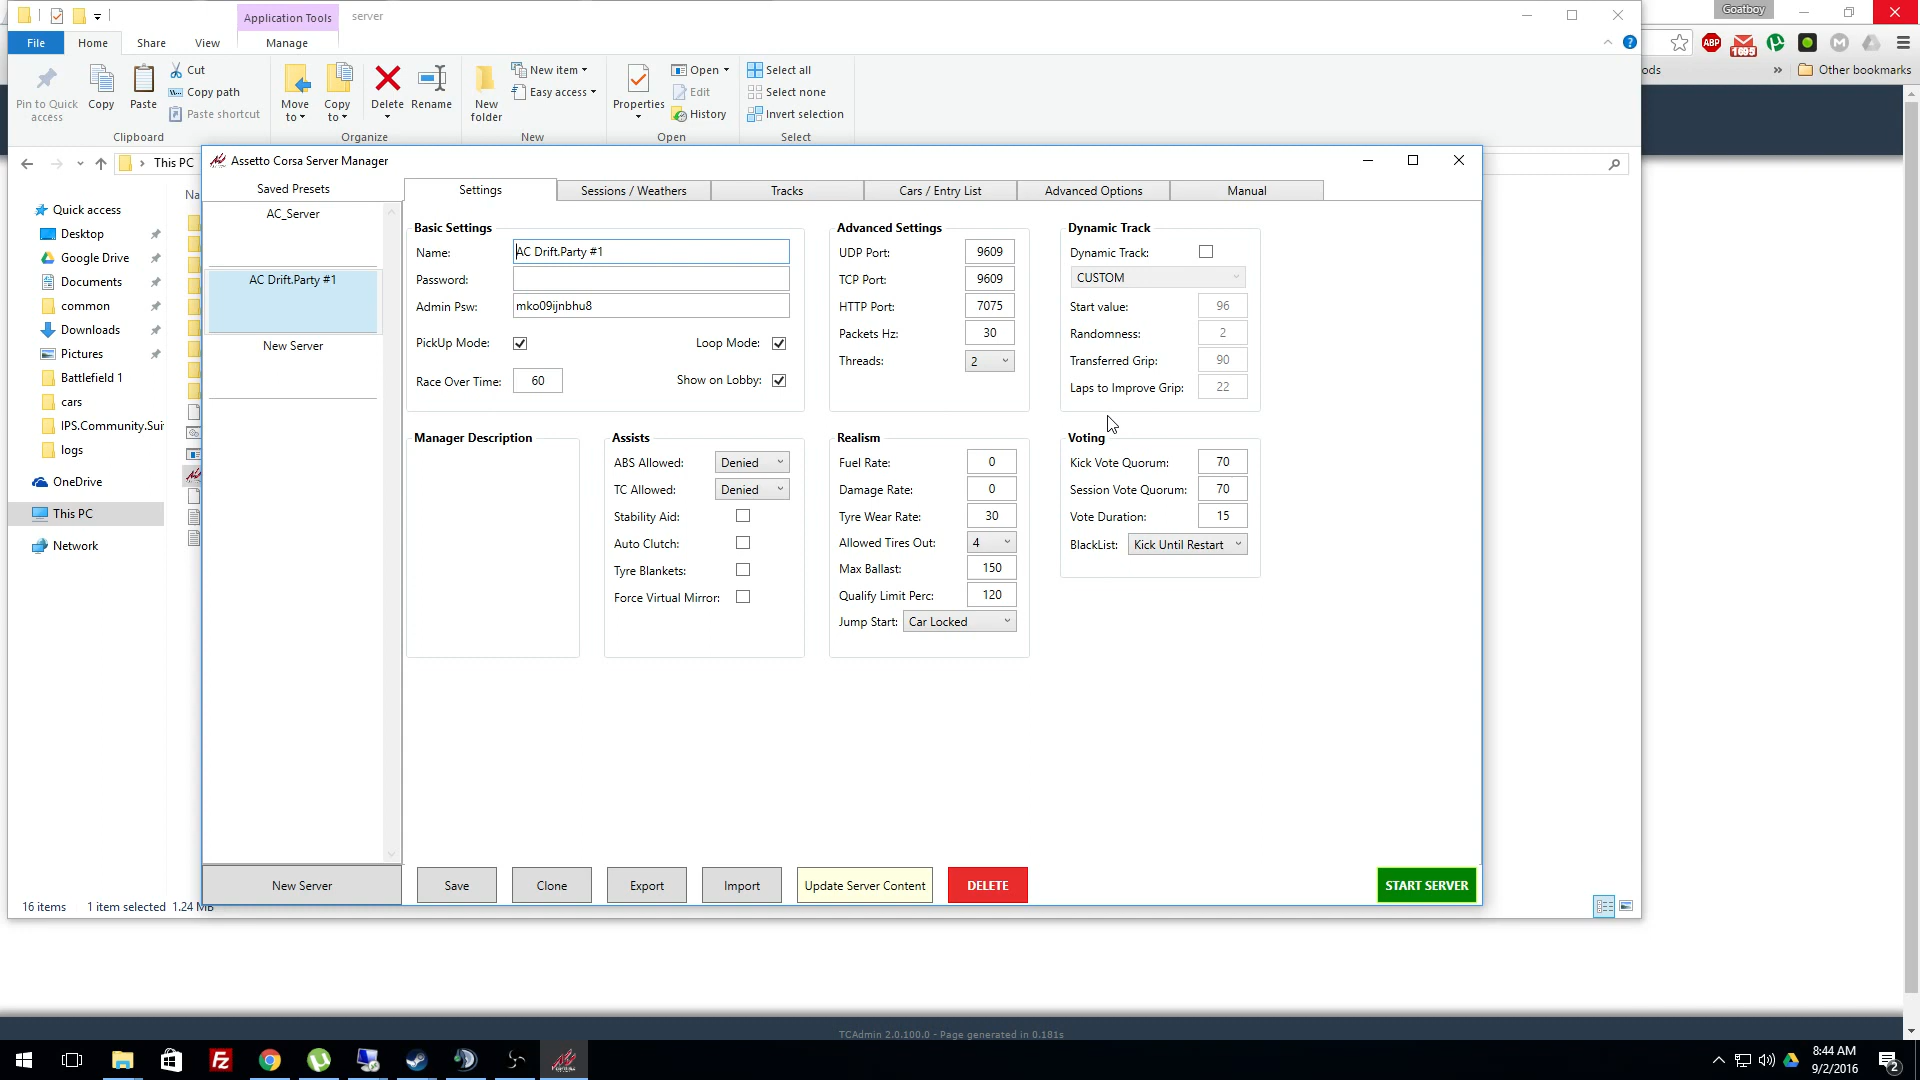 Application Tools
server
Goatboy
File
Home
Share
View
Manage
ABP
1695
M
ods
»
Other bookmarks
Pin to Quick
access
Copy
Paste
Cut
Copy path
Paste shortcut
Clipboard
Move
to
Copy
to
Delete
Rename
Organize
New
folder
New item
Easy access
New
Properties
Open
Edit
History
Open
Select all
Select none
Invert selection
Select
This PC
Na
Quick access
Desktop
Google Drive
Documents
common
Downloads
Pictures
Battlefield 1
cars
IPS.Community.Sui
logs
OneDrive
This PC
Network
16 items
1 item selected 1.24 MB
Assetto Corsa Server Manager
Saved Presets
AC_Server
AC Drift.Party #1
New Server
New Server
Settings
Sessions / Weathers
Tracks
Cars / Entry List
Advanced Options
Manual
Basic Settings
Name: AC Drift.Party #1
Password:
Admin Psw: mko09ijnbhu8
PickUp Mode:
Loop Mode:
Race Over Time: 60
Show on Lobby:
Advanced Settings
UDP Port: 9609
TCP Port: 9609
HTTP Port: 7075
Packets Hz: 30
Threads: 2
Dynamic Track
Dynamic Track:
CUSTOM
Start value: 96
Randomness: 2
Transferred Grip: 90
Laps to Improve Grip: 22
Manager Description
Assists
ABS Allowed: Denied
TC Allowed: Denied
Stability Aid:
Auto Clutch:
Tyre Blankets:
Force Virtual Mirror:
Realism
Fuel Rate: 0
Damage Rate: 0
Tyre Wear Rate: 30
Allowed Tires Out: 4
Max Ballast: 150
Qualify Limit Perc: 120
Jump Start: Car Locked
Voting
Kick Vote Quorum: 70
Session Vote Quorum: 70
Vote Duration: 15
BlackList: Kick Until Restart
Save
Clone
Export
Import
Update Server Content
DELETE
START SERVER
TCAdmin 2.0.100.0 - Page generated in 0.181s
8:44 AM
9/2/2016
2